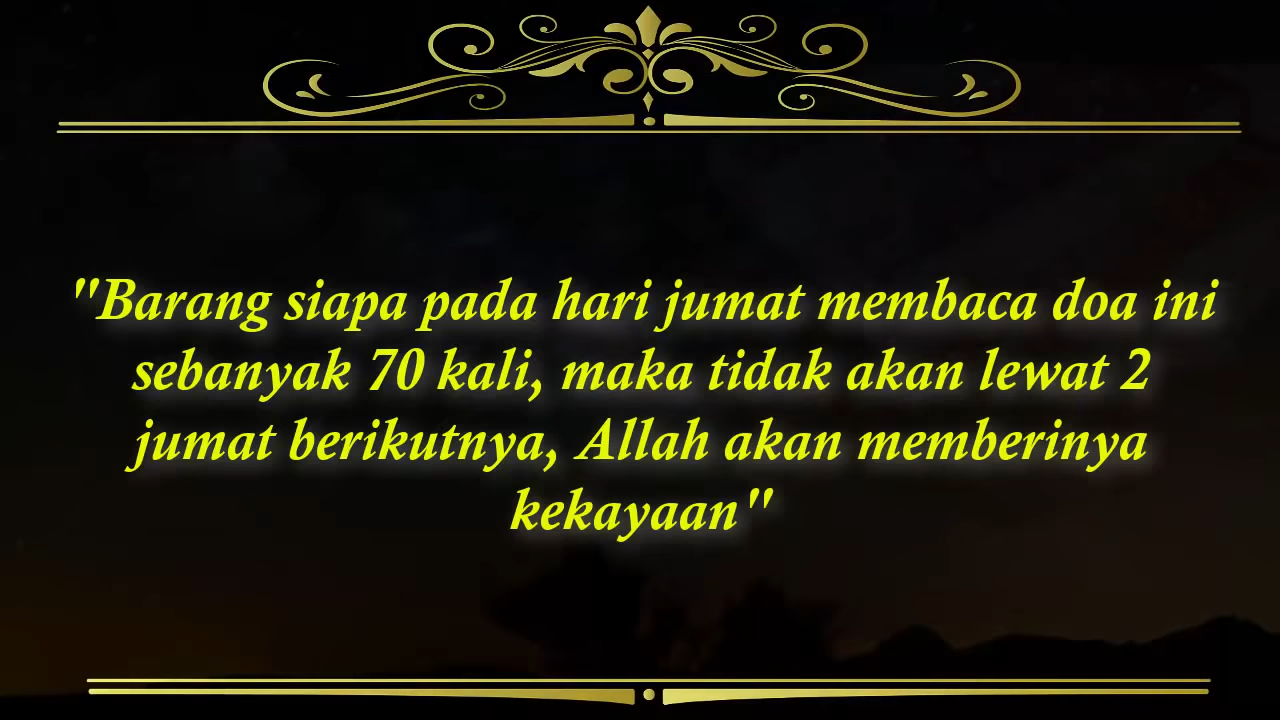 "Barang siapa pada hari jumat membaca doa ini
sebanyak 70 kali, maka tidak akan lewat 2
jumat berikutnya, Allah akan memberinya
kekayaan"